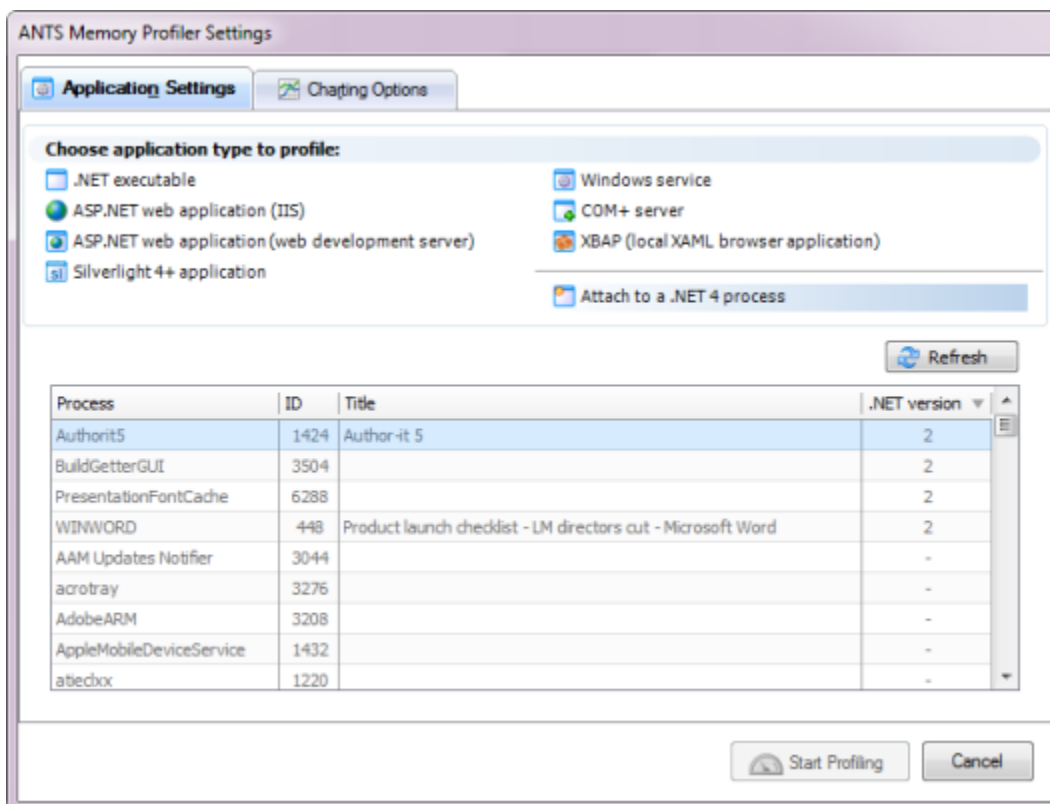 ANTS Memory Profiler Settings
Application Settings
Charting Options
Choose application type to profile:
.NET executable
ASP.NET web application (IIS)
ASP.NET web application (web development server)
Silverlight 4+ application
Windows service
COM+ server
XBAP (local XAML browser application)
Attach to a .NET 4 process
Refresh
Process ID Title .NET version
Authorit5 1424 Author-it 5 2
BuildGetterGUI 3504 2
PresentationFontCache 6288 2
WINWORD 448 Product launch checklist - LM directors cut - Microsoft Word 2
AAM Updates Notifier 3044 -
acrotray 3276 -
AdobeARM 3208 -
AppleMobileDeviceService 1432 -
atieclxx 1220 -
Start Profiling Cancel